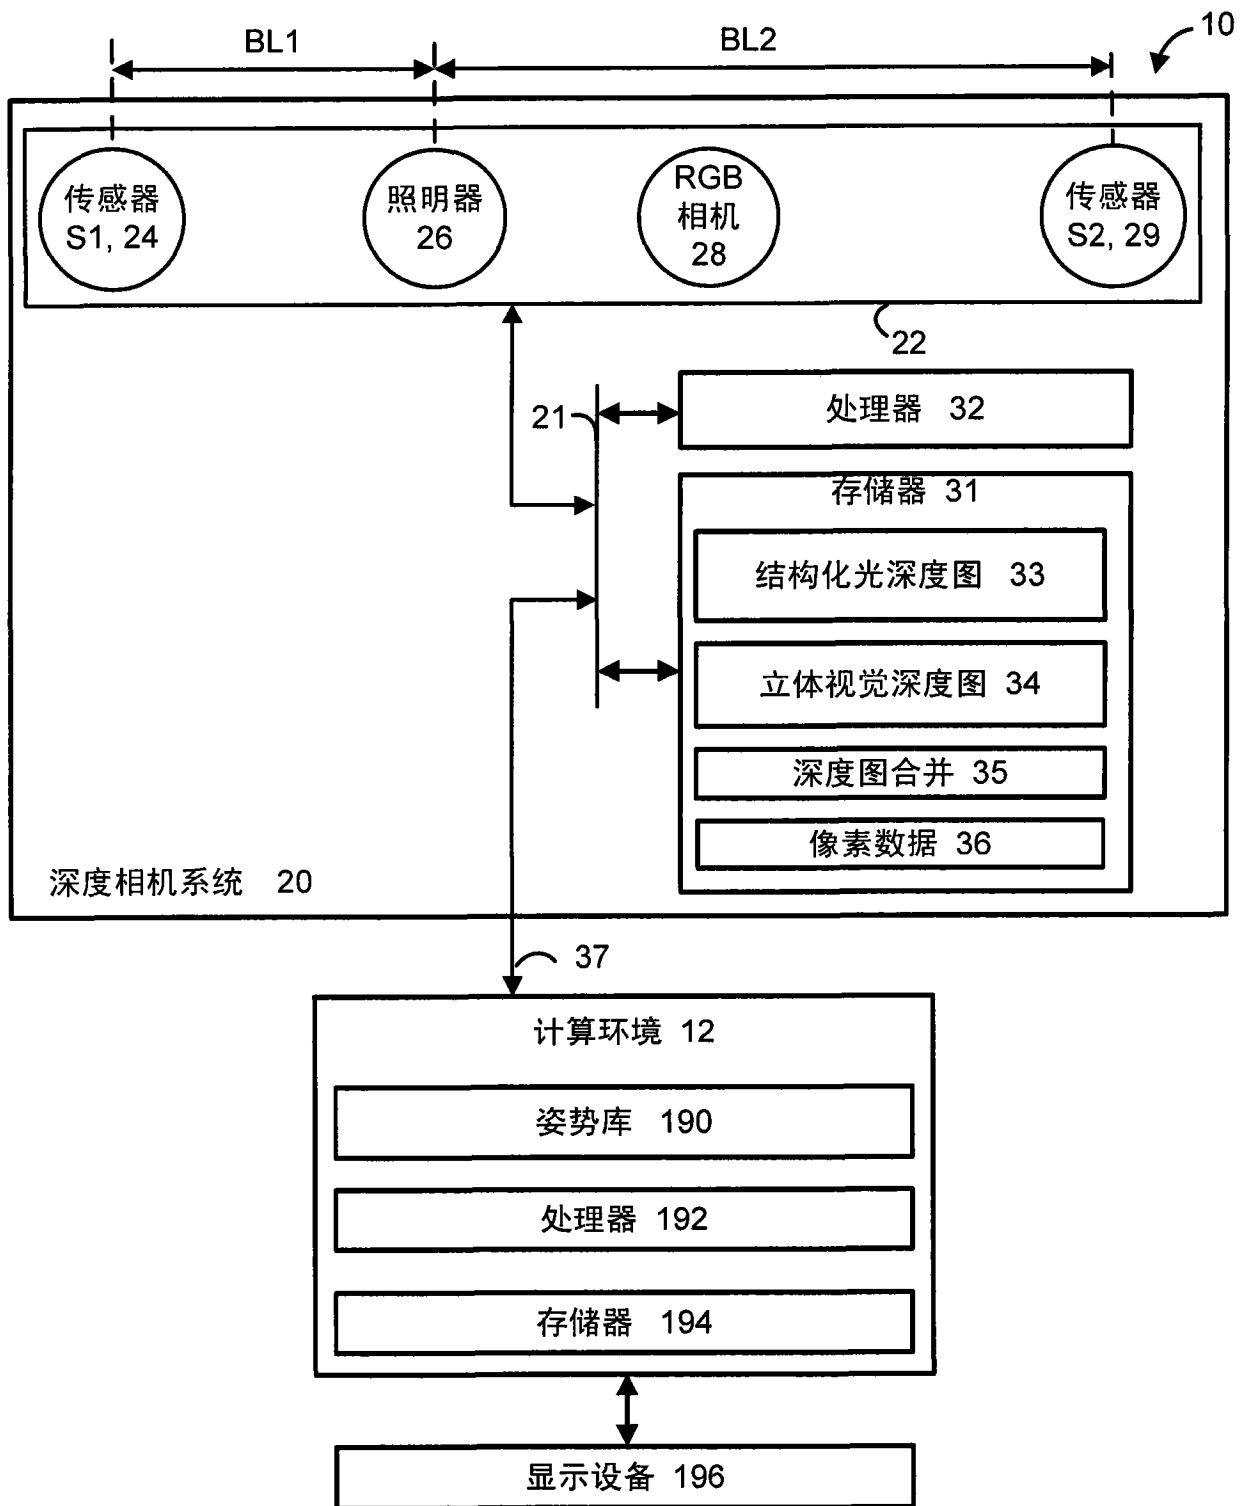 BL1
BL2
10
传感器
S1, 24
照明器
26
RGB
相机
28
传感器
S2, 29
22
21
处理器 32
存储器 31
结构化光深度图 33
立体视觉深度图 34
深度图合并 35
像素数据 36
深度相机系统 20
37
计算环境 12
姿势库 190
处理器 192
存储器 194
显示设备 196